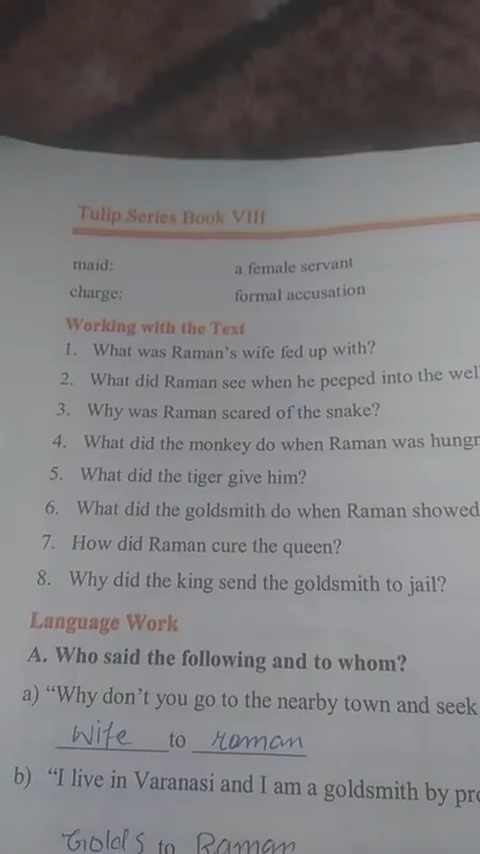 Tulip Series Book VIII
maid: a female servant
charge: formal accusation
Working with the Text
1. What was Raman's wife fed up with?
2. What did Raman see when he peeped into the wel
3. Why was Raman scared of the snake?
4. What did the monkey do when Raman was hungr
5. What did the tiger give him?
6. What did the goldsmith do when Raman showed
7. How did Raman cure the queen?
8. Why did the king send the goldsmith to jail?
Language Work
A. Who said the following and to whom?
a) "Why don't you go to the nearby town and seek
wife to raman
b) "I live in Varanasi and I am a goldsmith by pro
Golds to Raman